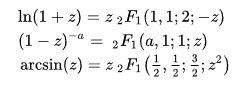 ln(1 + z) = z ₂F₁(1, 1; 2; −z)
(1 − z)⁻ᵃ = ₂F₁(a, 1; 1; z)
arcsin(z) = z ₂F₁(1/2, 1/2; 3/2; z²)